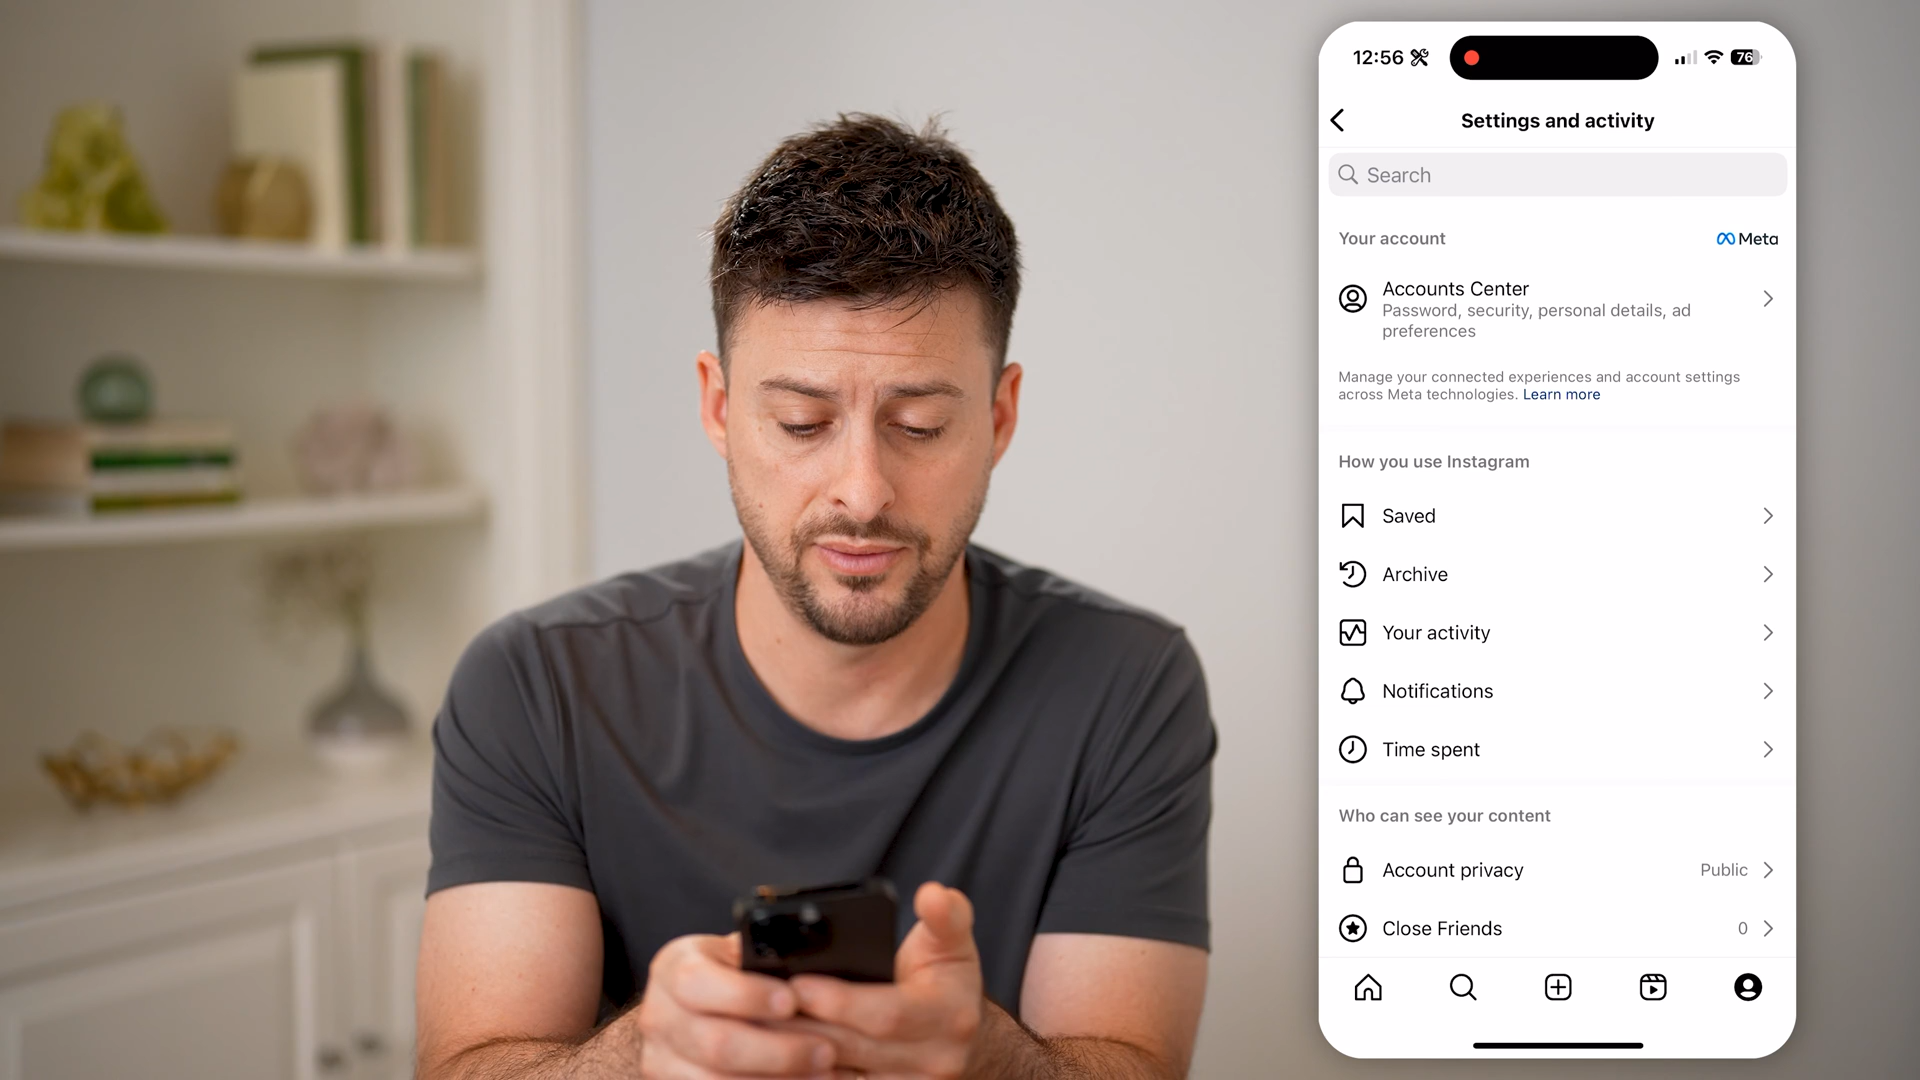 12:56
76
Settings and activity
Search
Your account
Meta
Accounts Center
Password, security, personal details, ad
preferences
Manage your connected experiences and account settings
across Meta technologies. Learn more
How you use Instagram
Saved
Archive
Your activity
Notifications
Time spent
Who can see your content
Account privacy
Public
Close Friends
0